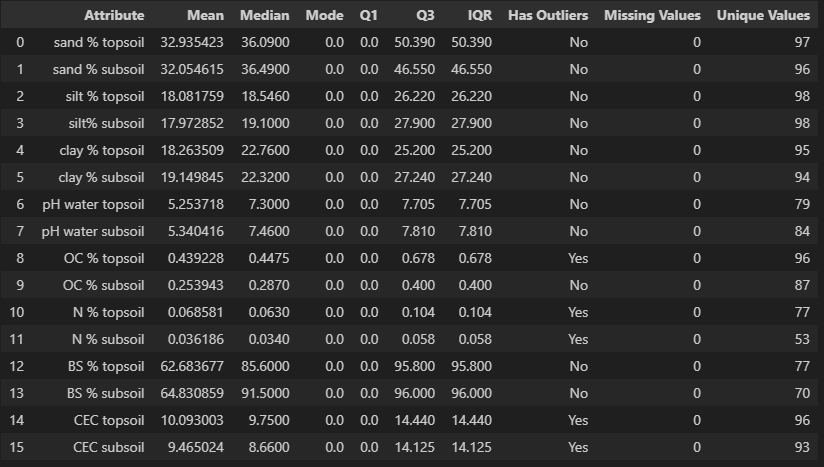 Attribute Mean Median Mode Q1 Q3 IQR Has Outliers Missing Values Unique Values
0 sand % topsoil 32.935423 36.0900 0.0 0.0 50.390 50.390 No 0 97
1 sand % subsoil 32.054615 36.4900 0.0 0.0 46.550 46.550 No 0 96
2 silt % topsoil 18.081759 18.5460 0.0 0.0 26.220 26.220 No 0 98
3 silt% subsoil 17.972852 19.1000 0.0 0.0 27.900 27.900 No 0 98
4 clay % topsoil 18.263509 22.7600 0.0 0.0 25.200 25.200 No 0 95
5 clay % subsoil 19.149845 22.3200 0.0 0.0 27.240 27.240 No 0 94
6 pH water topsoil 5.253718 7.3000 0.0 0.0 7.705 7.705 No 0 79
7 pH water subsoil 5.340416 7.4600 0.0 0.0 7.810 7.810 No 0 84
8 OC % topsoil 0.439228 0.4475 0.0 0.0 0.678 0.678 Yes 0 96
9 OC % subsoil 0.253943 0.2870 0.0 0.0 0.400 0.400 No 0 87
10 N % topsoil 0.068581 0.0630 0.0 0.0 0.104 0.104 Yes 0 77
11 N % subsoil 0.036186 0.0340 0.0 0.0 0.058 0.058 Yes 0 53
12 BS % topsoil 62.683677 85.6000 0.0 0.0 95.800 95.800 No 0 77
13 BS % subsoil 64.830859 91.5000 0.0 0.0 96.000 96.000 No 0 70
14 CEC topsoil 10.093003 9.7500 0.0 0.0 14.440 14.440 Yes 0 96
15 CEC subsoil 9.465024 8.6600 0.0 0.0 14.125 14.125 Yes 0 93